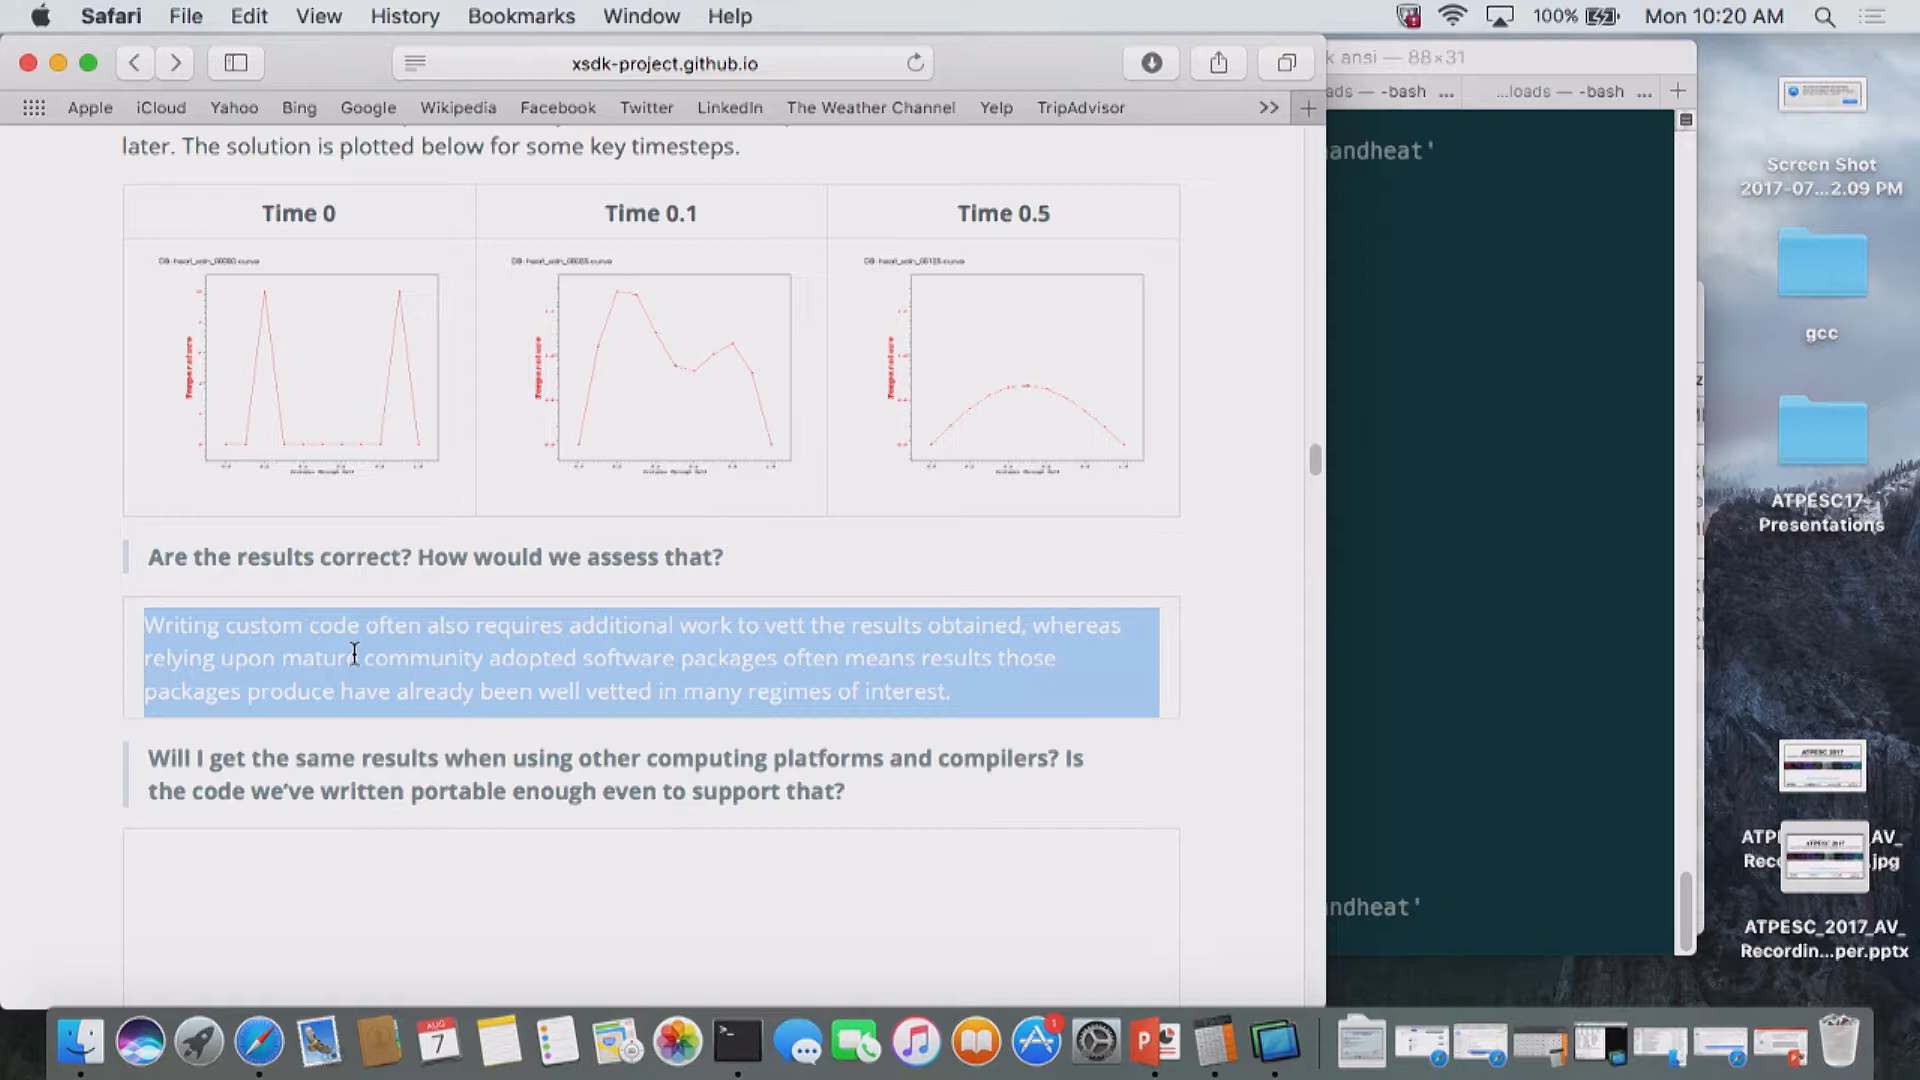 Safari File Edit View History Bookmarks Window Help 100% Mon 10:20 AM
xsdk-project.github.io
k ansi — 88×31
Apple iCloud Yahoo Bing Google Wikipedia Facebook Twitter LinkedIn The Weather Channel Yelp TripAdvisor >>
ads — -bash ... ...loads — -bash ...
later. The solution is plotted below for some key timesteps.
andheat'
Time 0 Time 0.1 Time 0.5
Temperature Temperature Temperature
Are the results correct? How would we assess that?
Writing custom code often also requires additional work to vett the results obtained, whereas
relying upon mature community adopted software packages often means results those
packages produce have already been well vetted in many regimes of interest.
Will I get the same results when using other computing platforms and compilers? Is
the code we've written portable enough even to support that?
ndheat'
Screen Shot
2017-07...2.09 PM
gcc
ATPESC17-
Presentations
ATPESC_2017_AV_
Recordin...per.pptx
AUG
7
1